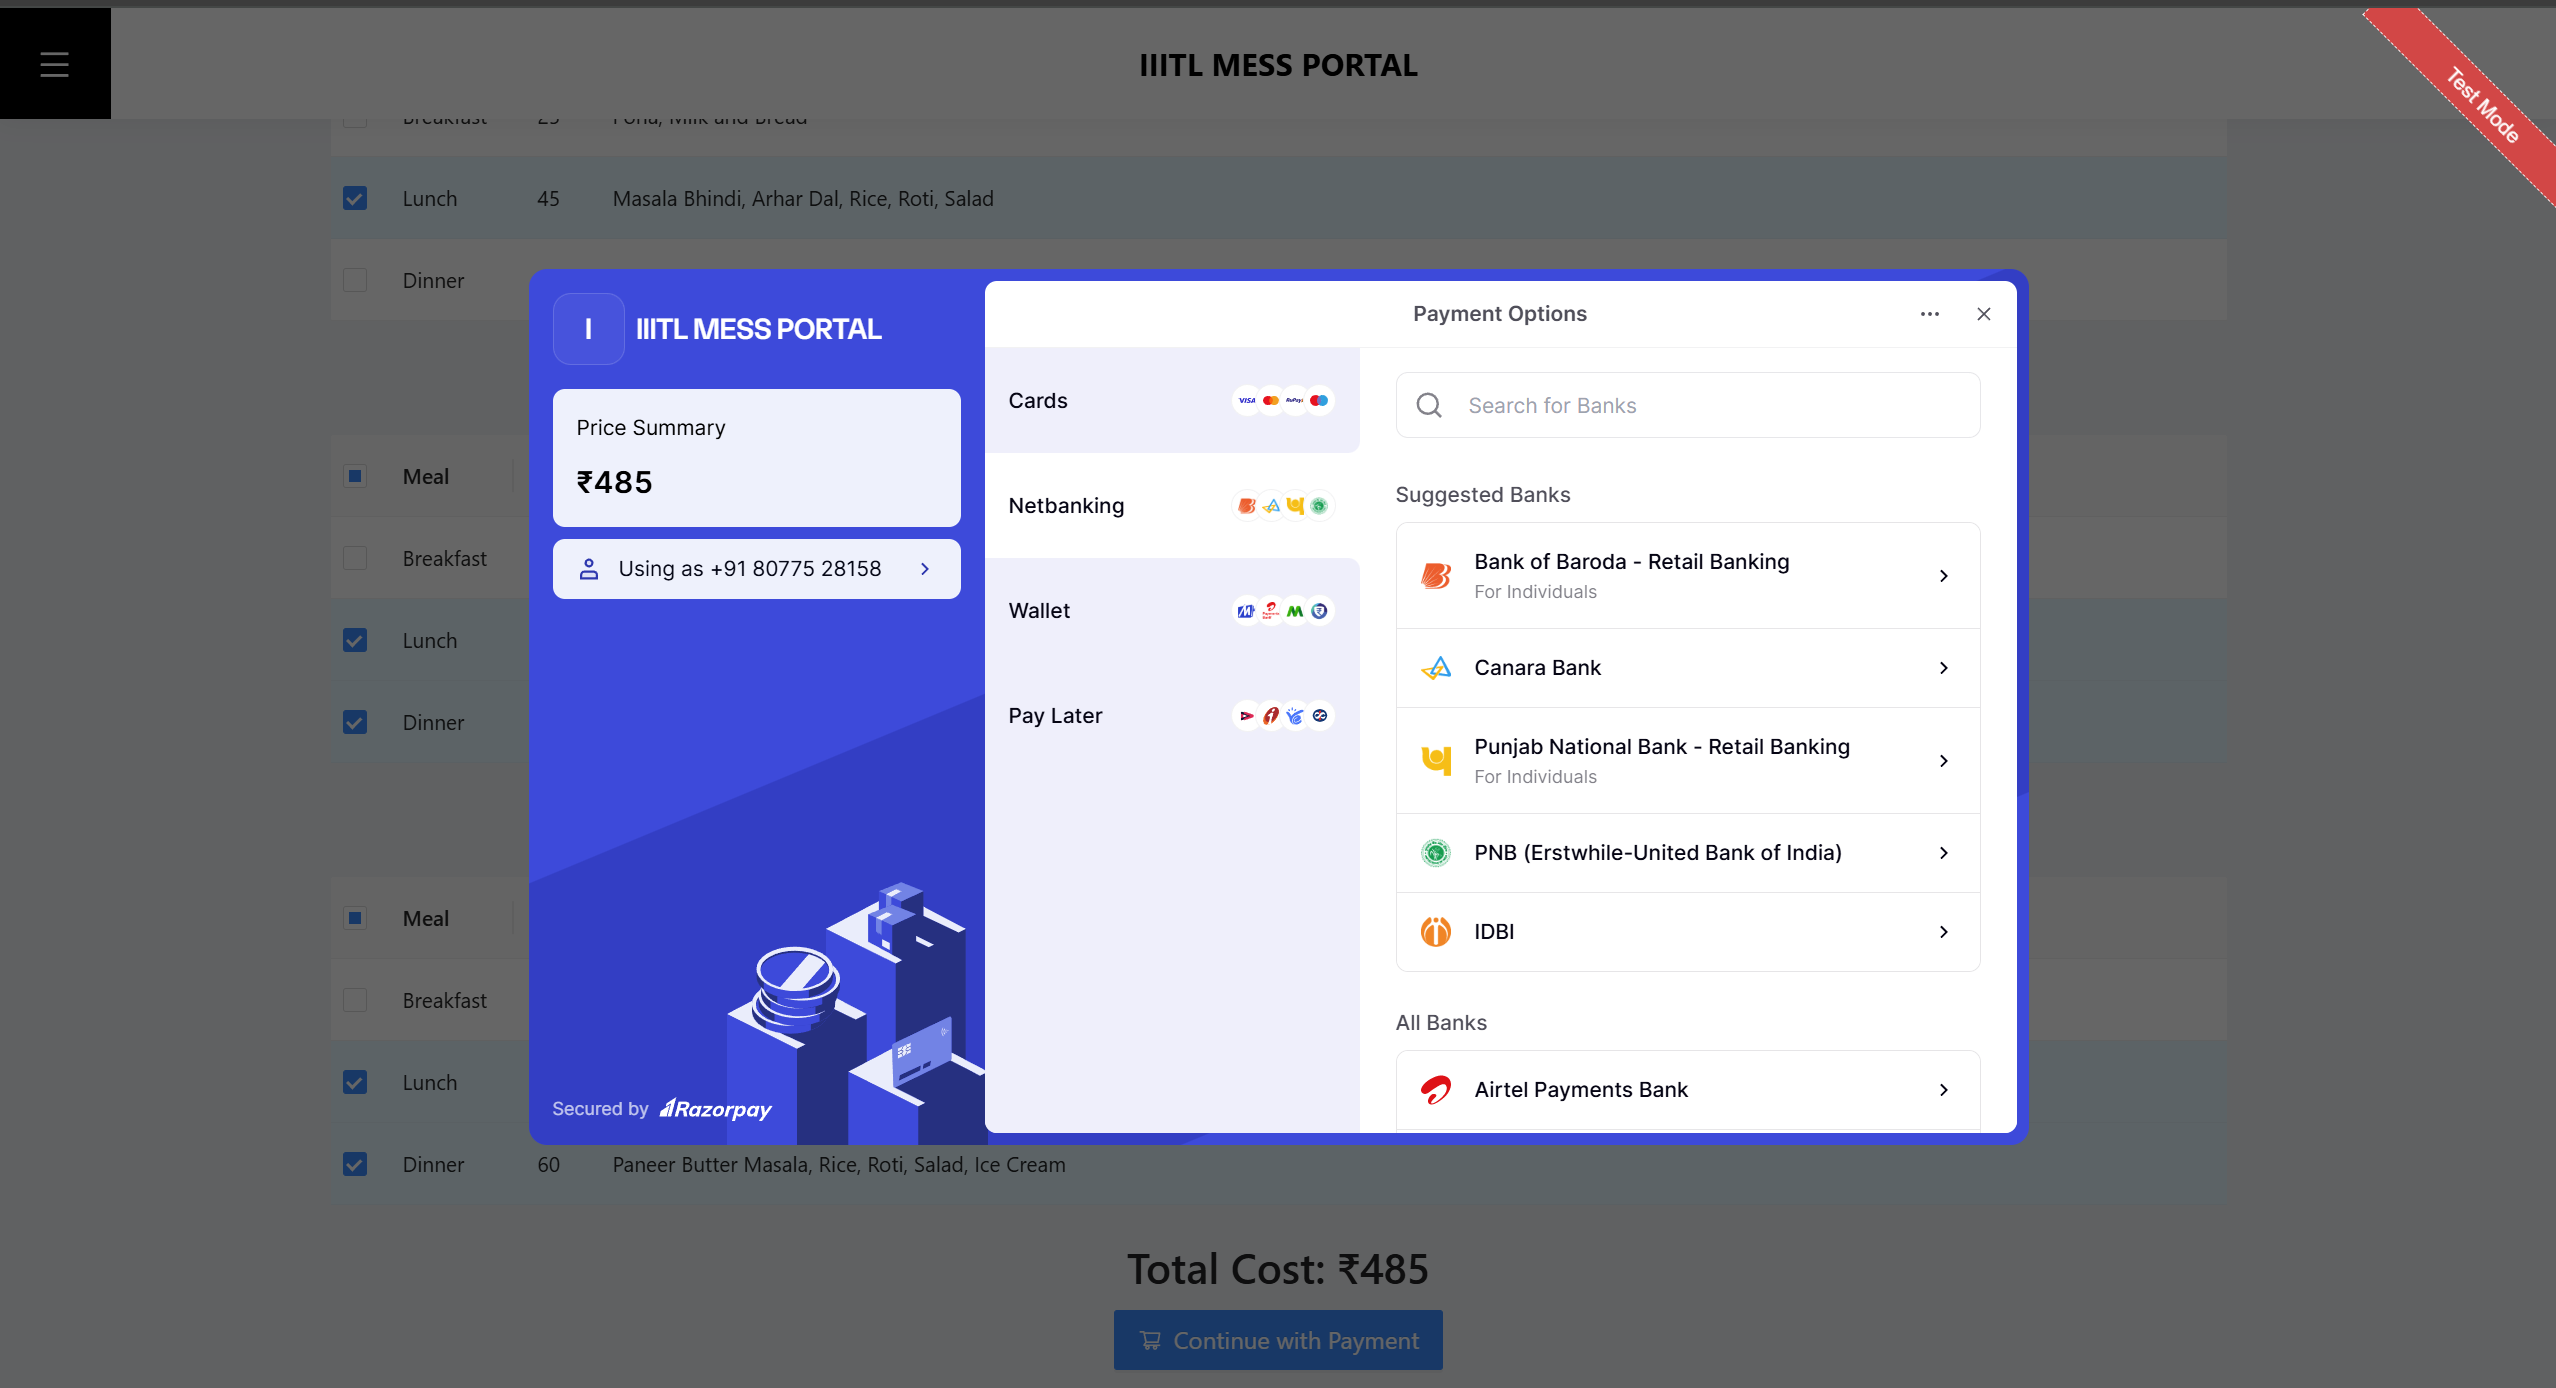 IIITL MESS PORTAL
Test Mode
Breakfast 25 Poha, Milk and Bread
Lunch 45 Masala Bhindi, Arhar Dal, Rice, Roti, Salad
Dinner
I IIITL MESS PORTAL
Price Summary
₹485
Using as +91 80775 28158
Secured by Razorpay
Payment Options
Cards
VISA
RuPay
Netbanking
Wallet
Pay Later
Search for Banks
Suggested Banks
Bank of Baroda - Retail Banking
For Individuals
Canara Bank
Punjab National Bank - Retail Banking
For Individuals
PNB (Erstwhile-United Bank of India)
IDBI
All Banks
Airtel Payments Bank
Meal
Breakfast
Lunch
Dinner
Meal
Breakfast
Lunch
Dinner 60 Paneer Butter Masala, Rice, Roti, Salad, Ice Cream
Total Cost: ₹485
Continue with Payment